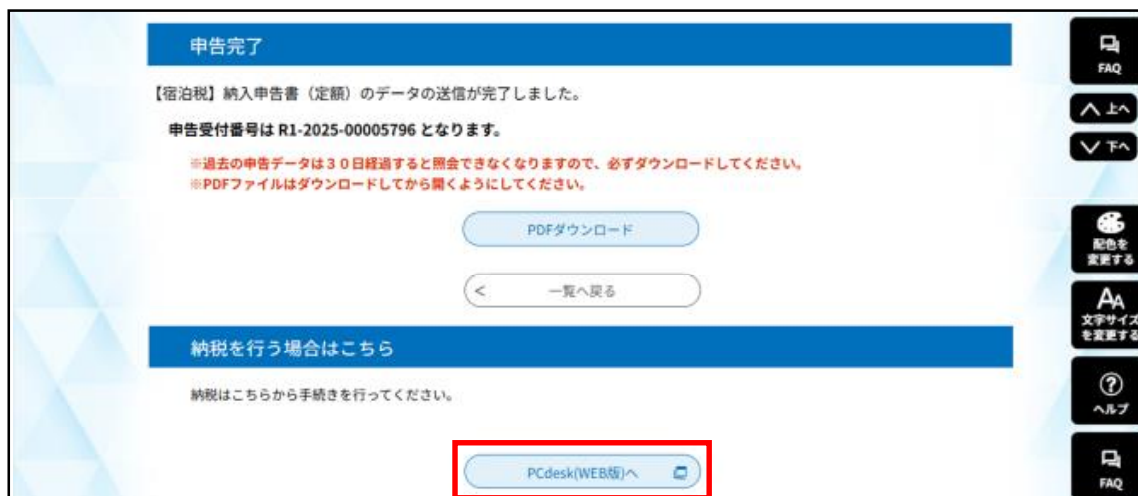 申告完了
【宿泊税】納入申告書（定額）のデータの送信が完了しました。
申告受付番号は R1-2025-00005796 となります。
※過去の申告データは３０日経過すると照会できなくなりますので、必ずダウンロードしてください。
※PDFファイルはダウンロードしてから開くようにしてください。
PDFダウンロード
< 一覧へ戻る
納税を行う場合はこちら
納税はこちらから手続きを行ってください。
PCdesk(WEB版)へ
FAQ
上へ
下へ
配色を
変更する
AA
文字サイズ
を変更する
?
ヘルプ
FAQ